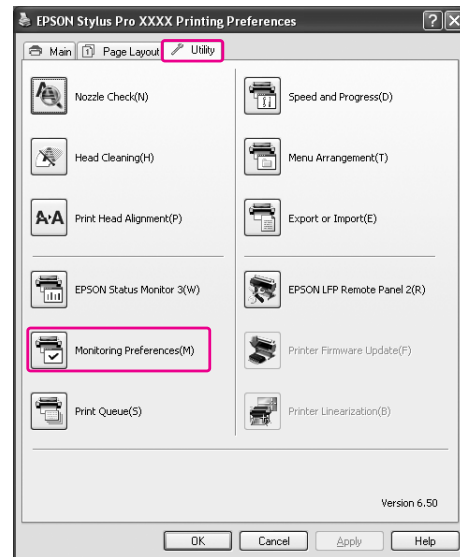 EPSON Stylus Pro XXXX Printing Preferences
Main Page Layout Utility
Nozzle Check(N)
Speed and Progress(D)
Head Cleaning(H)
Menu Arrangement(T)
A·A Print Head Alignment(P)
Export or Import(E)
EPSON Status Monitor 3(W)
EPSON LFP Remote Panel 2(R)
Monitoring Preferences(M)
Printer Firmware Update(F)
Print Queue(S)
Printer Linearization(B)
Version 6.50
OK Cancel Apply Help